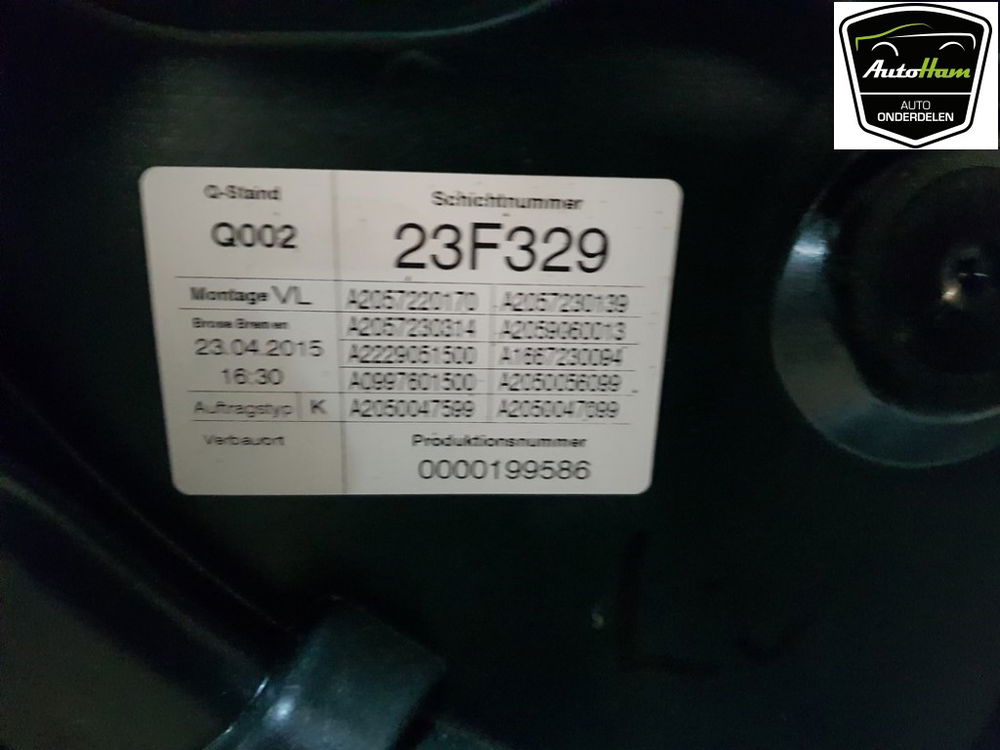 AutoHam
AUTO
ONDERDELEN
Q-Stand
Schichtnummer
Q002
23F329
Montage VL
A2057220170 A2057230139
Brose Bremen
A2057230314 A2059060013
23.04.2015
A2229051500 A1667230094
16:30
A0997601500 A2050056099
Auftragstyp K
A2050047599 A2050047699
Verbauort
Produktionsnummer
0000199586